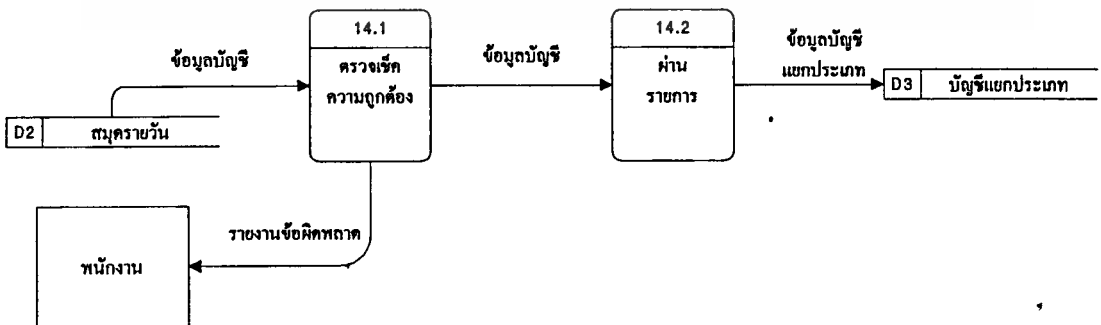 14.1
14.2
ข้อมูลบัญชี
ข้อมูลบัญชี
ข้อมูลบัญชี
แยกประเภท
ตรวจเช็ค
ความถูกต้อง
ผ่าน
รายการ
D3 บัญชีแยกประเภท
D2 สมุดรายวัน
รายงานข้อผิดพลาด
พนักงาน